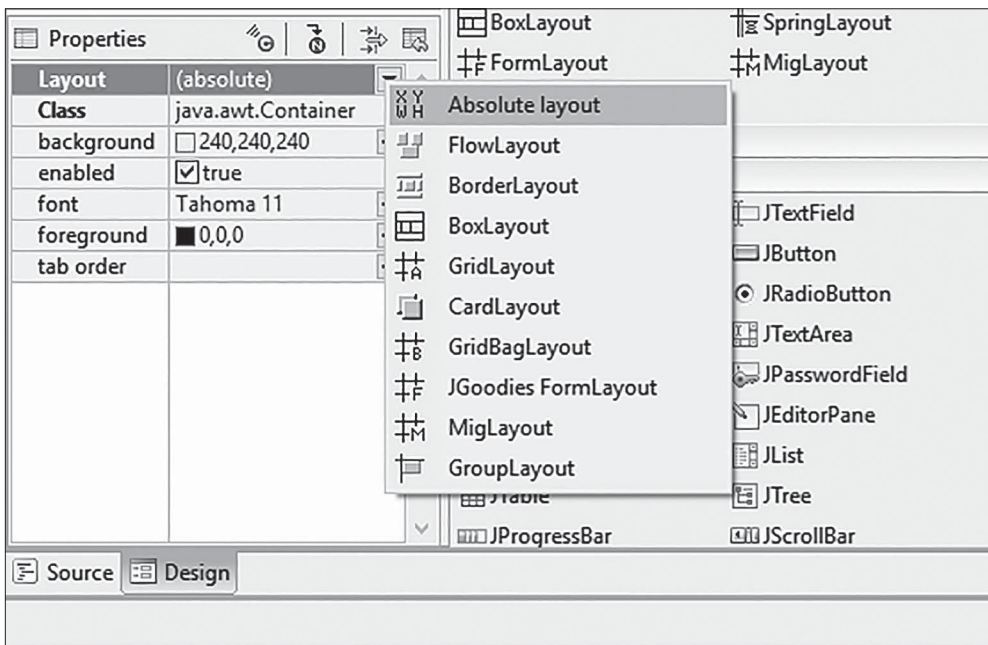 Properties
Layout (absolute)
Class java.awt.Container
background 240,240,240
enabled true
font Tahoma 11
foreground 0,0,0
tab order
BoxLayout SpringLayout
FormLayout MigLayout
Absolute layout
FlowLayout
BorderLayout
BoxLayout
GridLayout
CardLayout
GridBagLayout
JGoodies FormLayout
MigLayout
GroupLayout
JTextField
JButton
JRadioButton
JTextArea
JPasswordField
JEditorPane
JList
JTable JTree
JProgressBar JScrollBar
Source Design